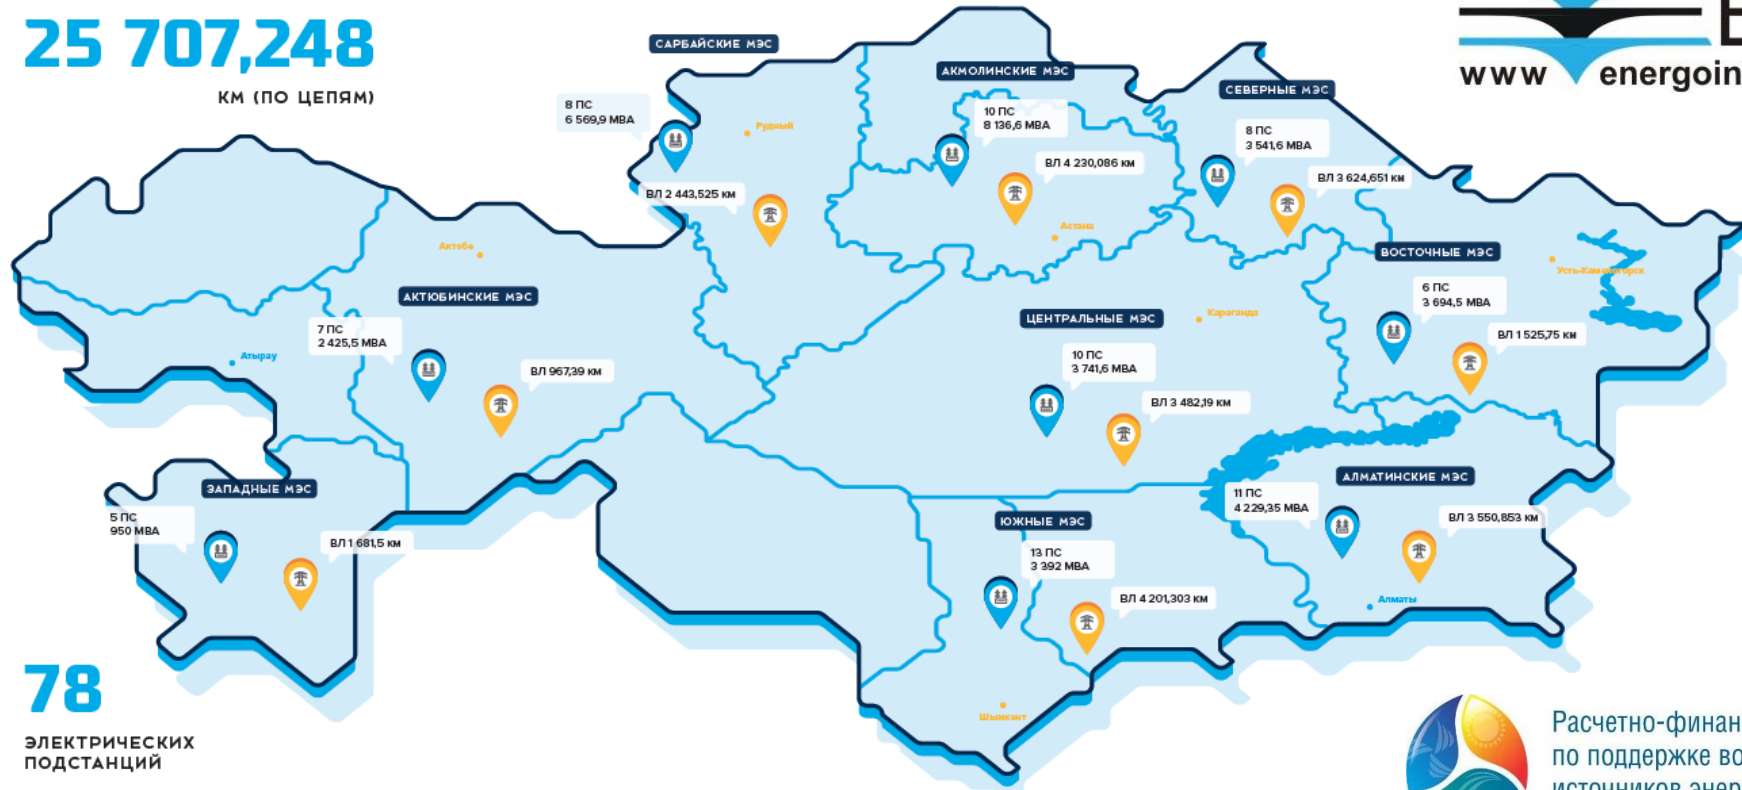 25 707,248
КМ (ПО ЦЕПЯМ)
САРБАЙСКИЕ МЭС
8 ПС
6 569,9 МВА
Рудный
ВЛ 2 443,525 км
АКМОЛИНСКИЕ МЭС
10 ПС
8 136,6 МВА
ВЛ 4 230,086 км
Астана
СЕВЕРНЫЕ МЭС
8 ПС
3 541,6 МВА
ВЛ 3 624,651 км
www
energoin
ВОСТОЧНЫЕ МЭС
6 ПС
3 694,5 МВА
ВЛ 1 525,75 км
Усть-Каменогорск
Актобе
АКТЮБИНСКИЕ МЭС
7 ПС
2 425,5 МВА
ВЛ 967,39 км
Атырау
ЦЕНТРАЛЬНЫЕ МЭС
Караганда
10 ПС
3 741,6 МВА
ВЛ 3 482,19 км
ЗАПАДНЫЕ МЭС
5 ПС
950 МВА
ВЛ 1 681,5 км
ЮЖНЫЕ МЭС
13 ПС
3 392 МВА
ВЛ 4 201,303 км
Шымкент
АЛМАТИНСКИЕ МЭС
11 ПС
4 229,35 МВА
ВЛ 3 550,853 км
Алматы
78
ЭЛЕКТРИЧЕСКИХ
ПОДСТАНЦИЙ
Расчетно-финан
по поддержке во
источников энер